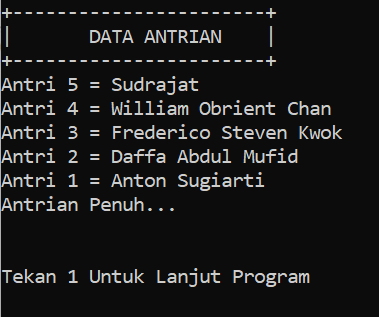 +-----------------------+
|       DATA ANTRIAN    |
+-----------------------+
Antri 5 = Sudrajat
Antri 4 = William Obrient Chan
Antri 3 = Frederico Steven Kwok
Antri 2 = Daffa Abdul Mufid
Antri 1 = Anton Sugiarti
Antrian Penuh...
Tekan 1 Untuk Lanjut Program